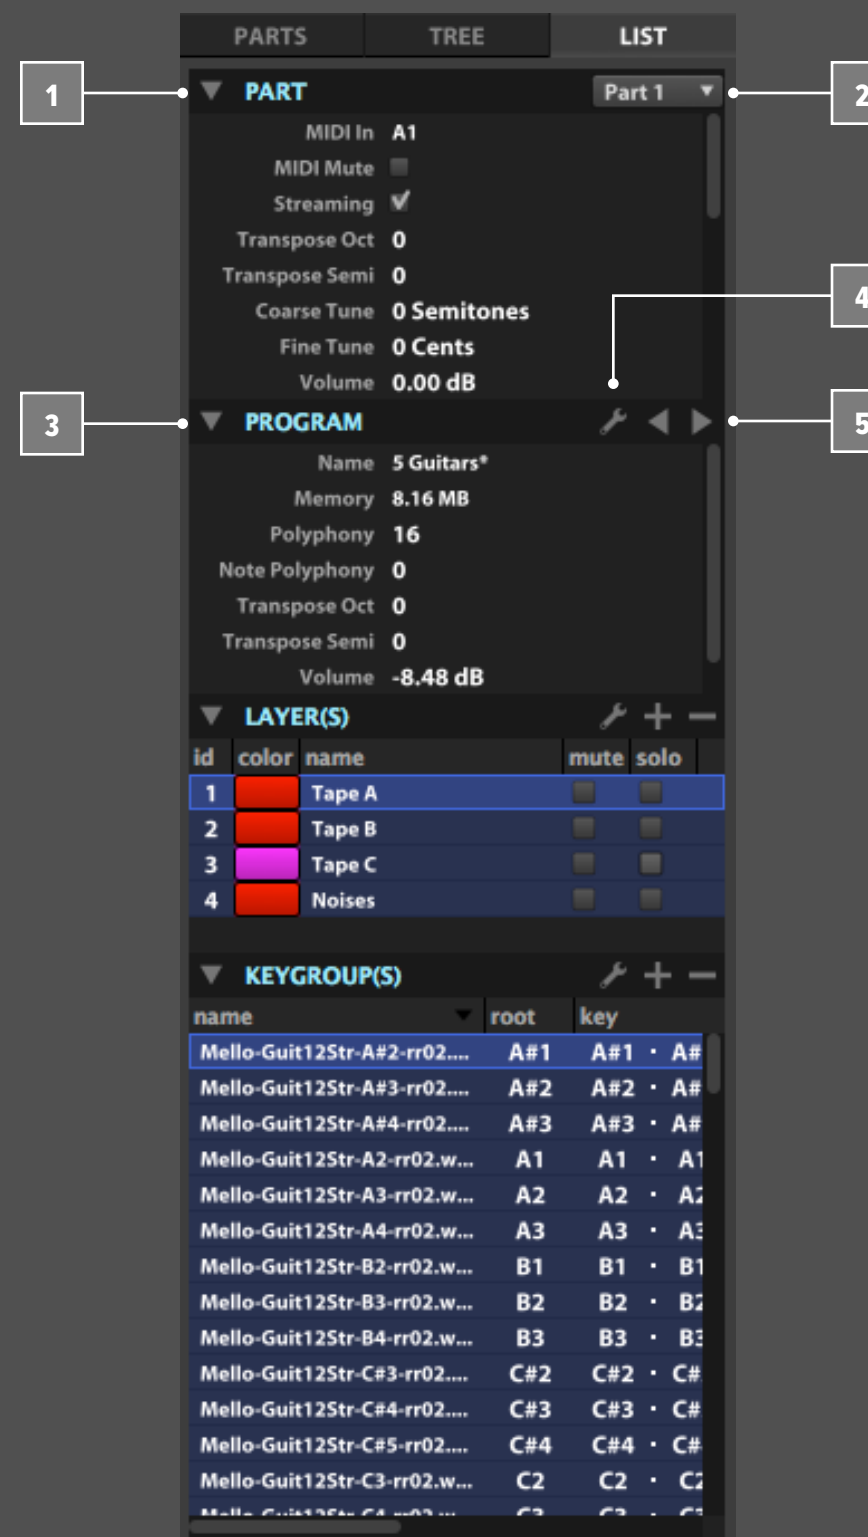 PARTS TREE LIST
1 PART Part 1 2
MIDI In A1
MIDI Mute
Streaming
Transpose Oct 0
Transpose Semi 0
4
Coarse Tune 0 Semitones
Fine Tune 0 Cents
Volume 0.00 dB
3 PROGRAM 5
Name 5 Guitars*
Memory 8.16 MB
Polyphony 16
Note Polyphony 0
Transpose Oct 0
Transpose Semi 0
Volume -8.48 dB
LAYER(S)
id color name mute solo
1 Tape A
2 Tape B
3 Tape C
4 Noises
KEYGROUP(S)
name root key
Mello-Guit12Str-A#2-rr02.... A#1 A#1 · A#
Mello-Guit12Str-A#3-rr02.... A#2 A#2 · A#
Mello-Guit12Str-A#4-rr02.... A#3 A#3 · A#
Mello-Guit12Str-A2-rr02.w... A1 A1 · A1
Mello-Guit12Str-A3-rr02.w... A2 A2 · A2
Mello-Guit12Str-A4-rr02.w... A3 A3 · A3
Mello-Guit12Str-B2-rr02.w... B1 B1 · B1
Mello-Guit12Str-B3-rr02.w... B2 B2 · B2
Mello-Guit12Str-B4-rr02.w... B3 B3 · B3
Mello-Guit12Str-C#3-rr02.... C#2 C#2 · C#
Mello-Guit12Str-C#4-rr02.... C#3 C#3 · C#
Mello-Guit12Str-C#5-rr02.... C#4 C#4 · C#
Mello-Guit12Str-C3-rr02.w... C2 C2 · C2